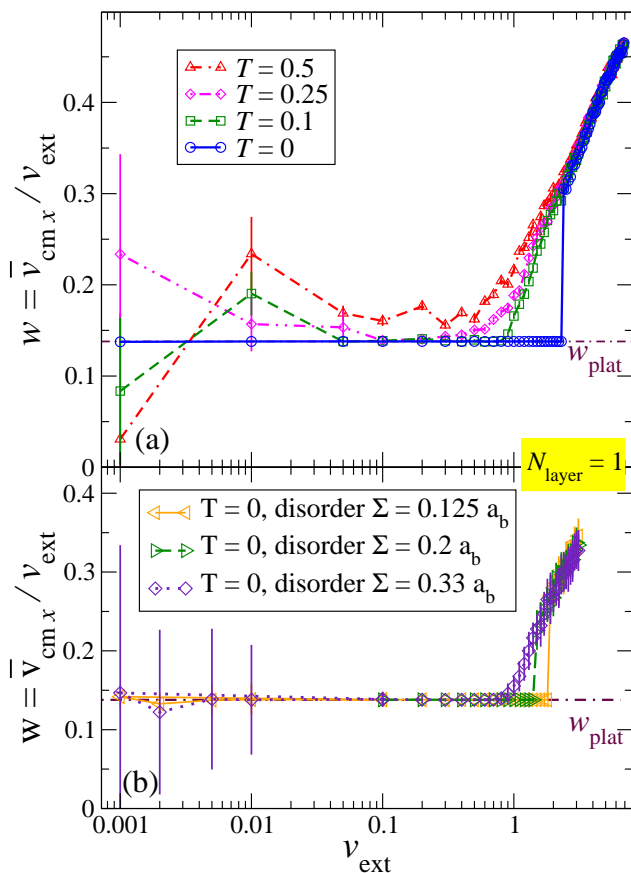 0.4
0.3
0.2
0.1
0
w = v̄cm x / vext
T = 0.5
T = 0.25
T = 0.1
T = 0
wplat
(a)
Nlayer = 1
0.4
0.3
0.2
0.1
0
w = v̄cm x / vext
T = 0, disorder Σ = 0.125 ab
T = 0, disorder Σ = 0.2 ab
T = 0, disorder Σ = 0.33 ab
wplat
(b)
0.001 0.01 0.1 1
vext